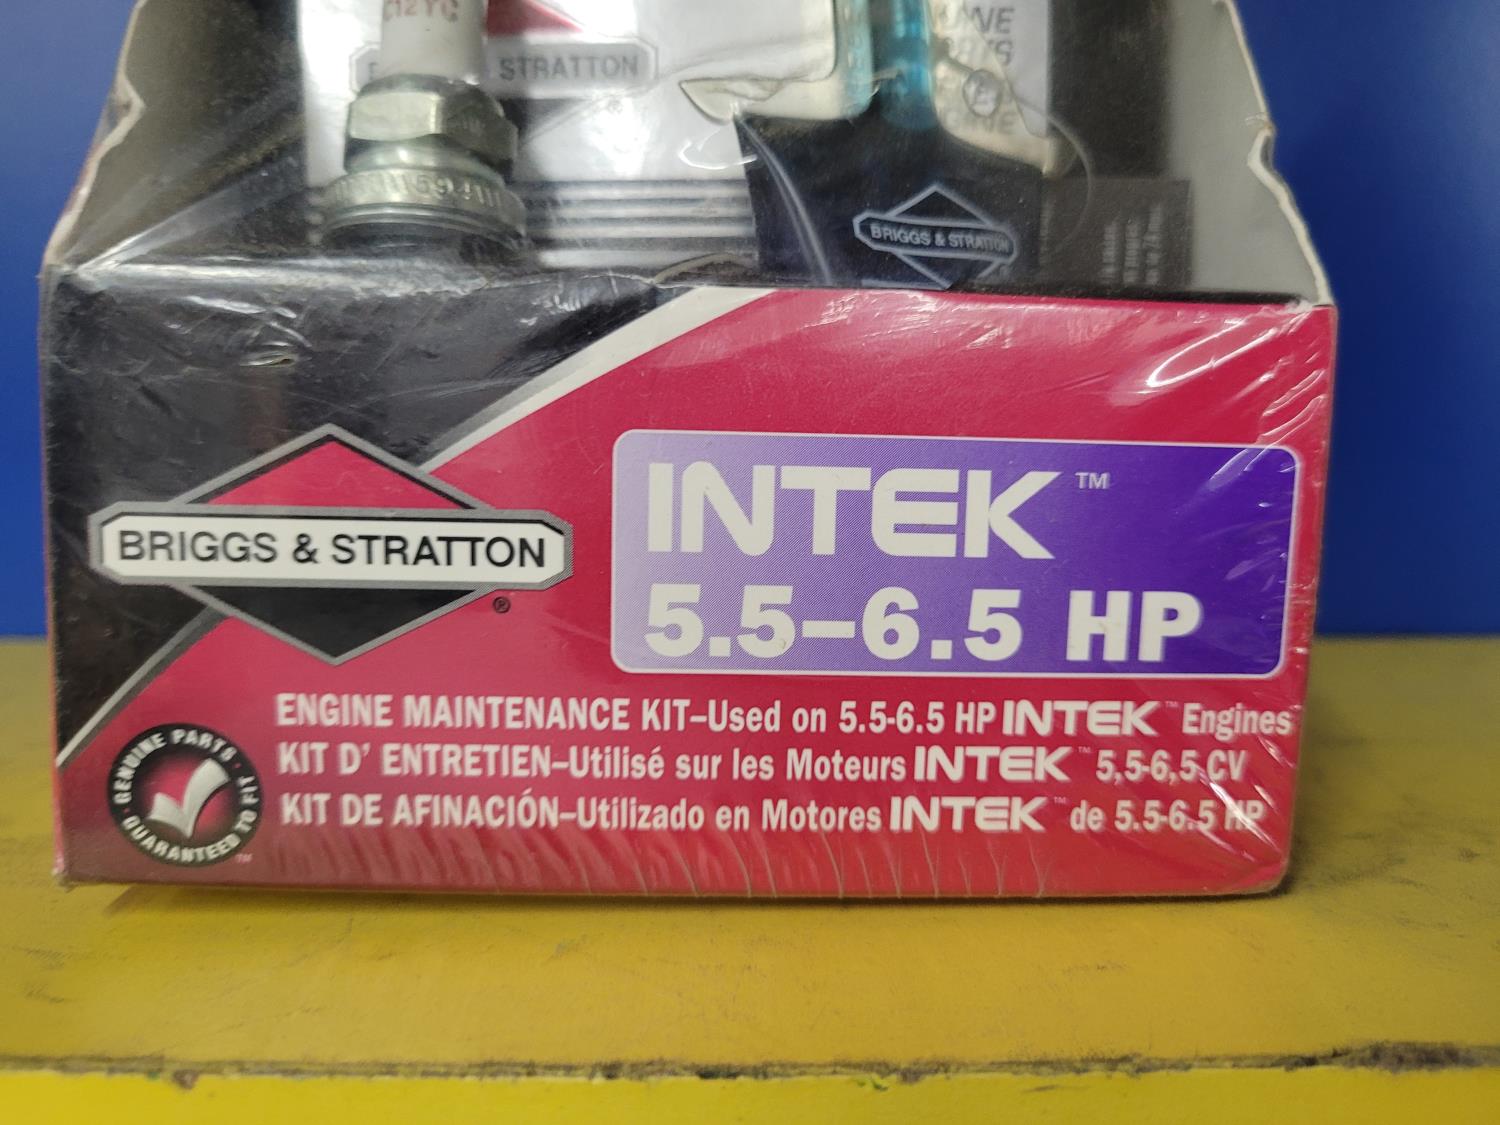 C12YC
STRATTON
BRIGGS & STRATTON
INTEK™
5.5–6.5 HP
BRIGGS & STRATTON®
ENGINE MAINTENANCE KIT–Used on 5.5-6.5 HP INTEK™ Engines
KIT D' ENTRETIEN–Utilisé sur les Moteurs INTEK™ 5,5-6,5 CV
KIT DE AFINACIÓN–Utilizado en Motores INTEK™ de 5.5-6.5 HP
GENUINE PARTS · GUARANTEED TO FIT · ™